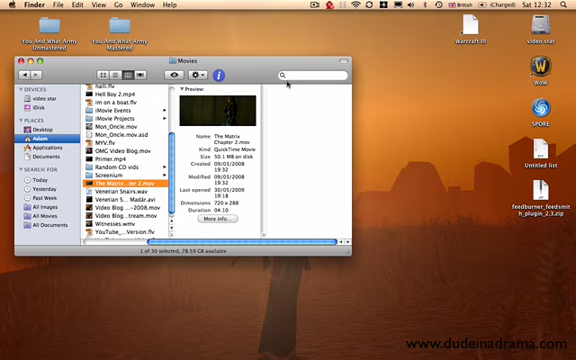 Finder File Edit View Go Window Help
British (Charged) Sat 12:32
You And What Army Unmastered
You And What Army Mastered
Warcraft III
video star
WoW
SPORE
Untitled list
feedburner_feedsmith_plugin_2.3.zip
Movies
DEVICES
video star
iDisk
PLACES
Desktop
Adam
Applications
Documents
SEARCH FOR
Today
Yesterday
Past Week
All Images
All Movies
All Documents
Hell Boy 2.mp4
im on a boat.flv
iMovie Events
iMovie Projects
Mon_Oncle.mov
Mon_Oncle.mov.asd
MYV.flv
OMG Video Blog.mov
Primer.mp4
Random CD vids
Screenium
The Matrix ...ter 2.mov
Venetian Snairs.wav
Venetian S... Maddr.avi
Video Blog ...-2008.mov
Video Blog ...tream.mov
Witnesses.wmv
YouTube_...Version.flv
Preview:
Name The Matrix Chapter 2.mov
Kind QuickTime Movie
Size 50.1 MB on disk
Created 09/03/2008 19:32
Modified 09/03/2008 19:32
Last opened 30/05/2009 19:18
Dimensions 720 x 288
Duration 04:10
More info...
1 of 30 selected, 78.59 GB available
www.dudeinadrama.com